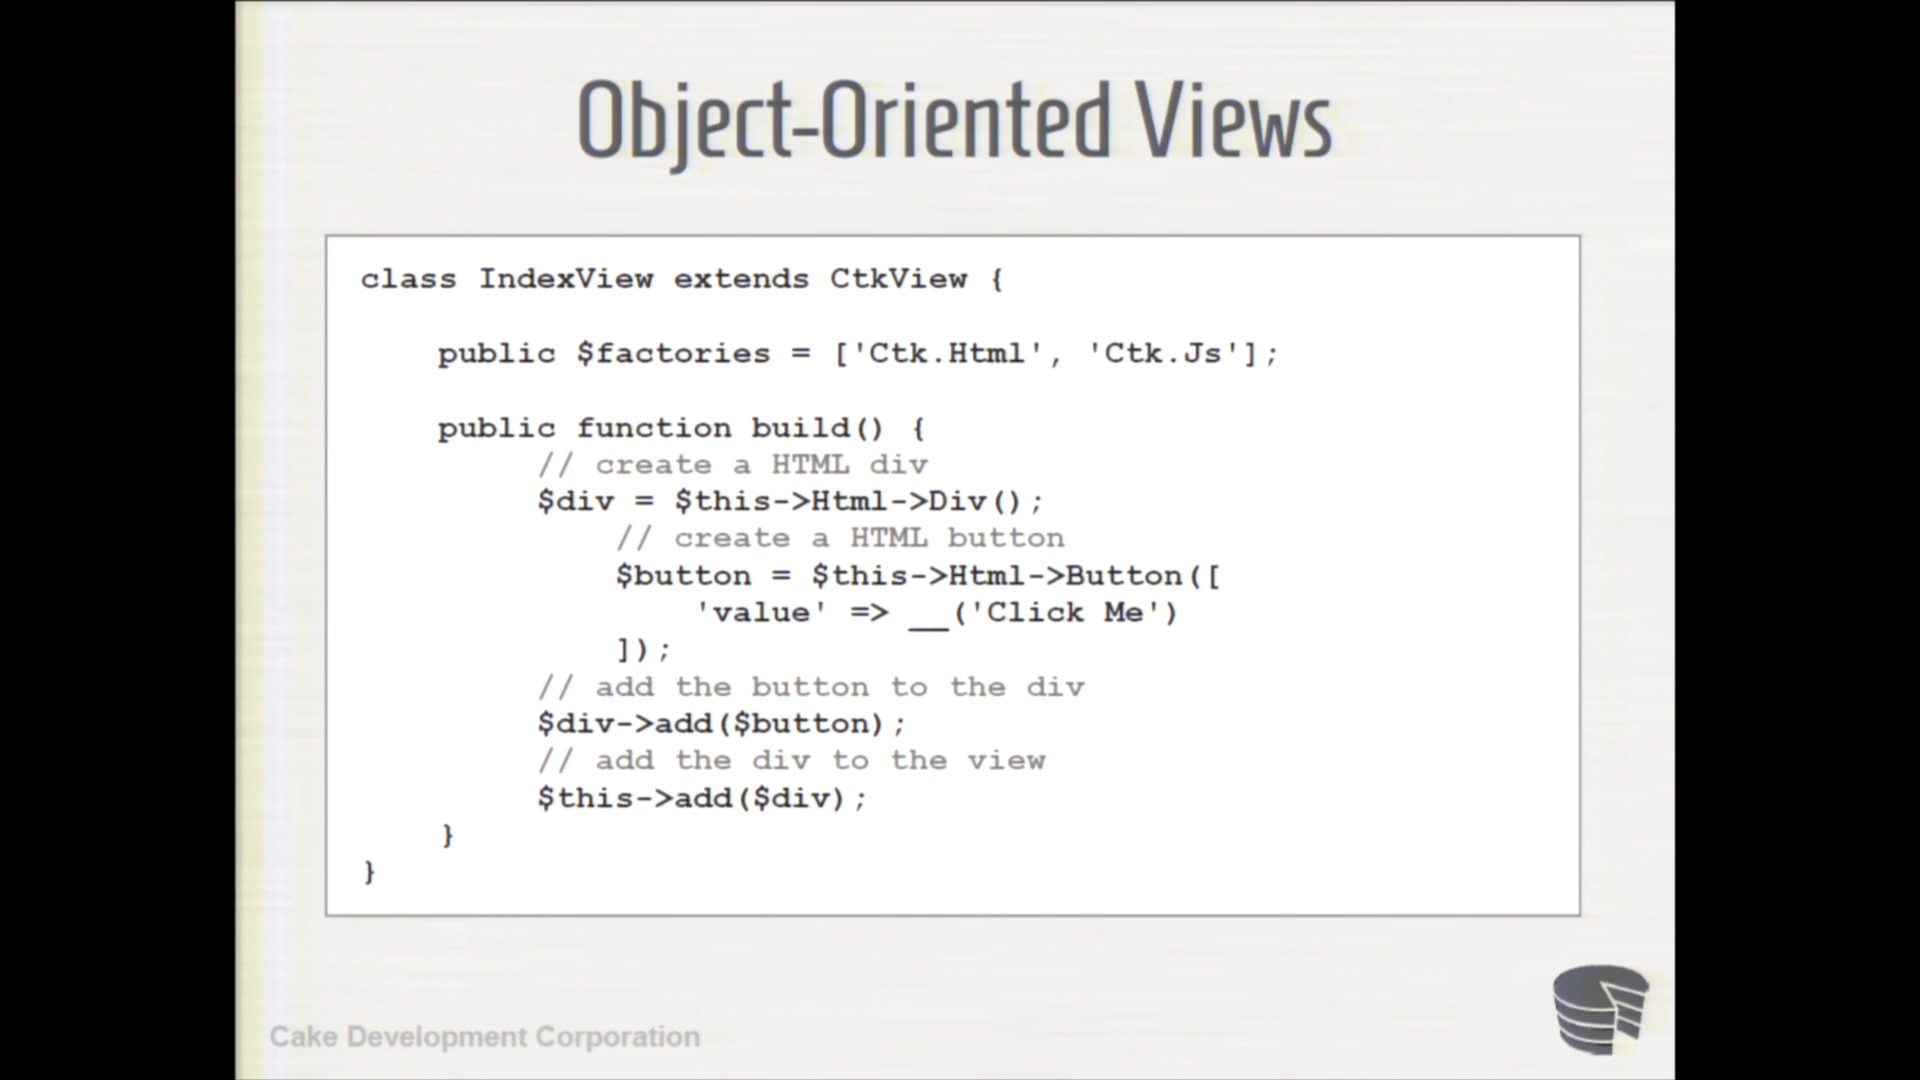 Object-Oriented Views
class IndexView extends CtkView {
public $factories = ['Ctk.Html', 'Ctk.Js'];
public function build() {
// create a HTML div
$div = $this->Html->Div();
// create a HTML button
$button = $this->Html->Button([
'value' => __('Click Me')
]);
// add the button to the div
$div->add($button);
// add the div to the view
$this->add($div);
}
}
Cake Development Corporation